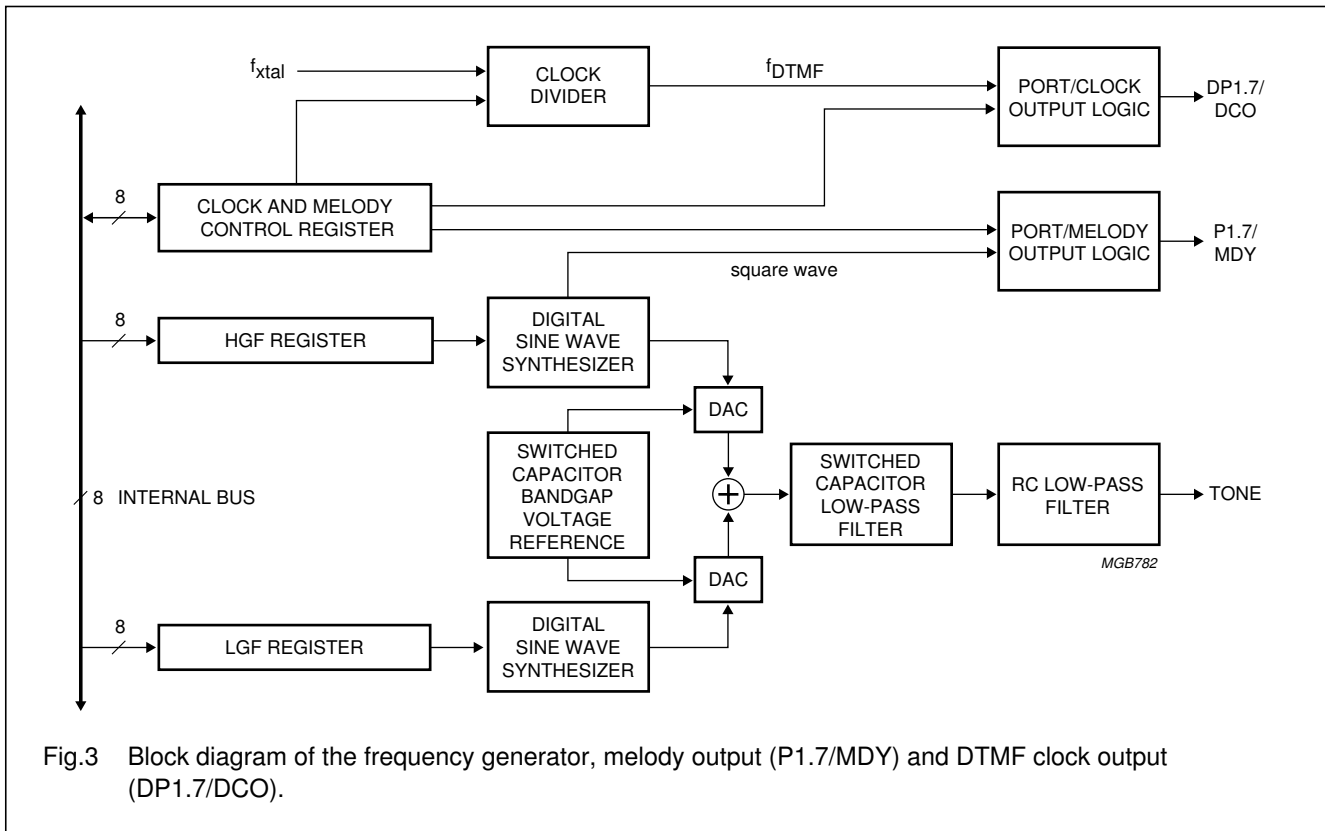 fxtal
CLOCK
DIVIDER
fDTMF
PORT/CLOCK
OUTPUT LOGIC
DP1.7/
DCO
8
CLOCK AND MELODY
CONTROL REGISTER
PORT/MELODY
OUTPUT LOGIC
P1.7/
MDY
square wave
8
HGF REGISTER
DIGITAL
SINE WAVE
SYNTHESIZER
DAC
SWITCHED
CAPACITOR
BANDGAP
VOLTAGE
REFERENCE
+
SWITCHED
CAPACITOR
LOW-PASS
FILTER
RC LOW-PASS
FILTER
TONE
8 INTERNAL BUS
MGB782
DAC
8
LGF REGISTER
DIGITAL
SINE WAVE
SYNTHESIZER
Fig.3 Block diagram of the frequency generator, melody output (P1.7/MDY) and DTMF clock output
(DP1.7/DCO).